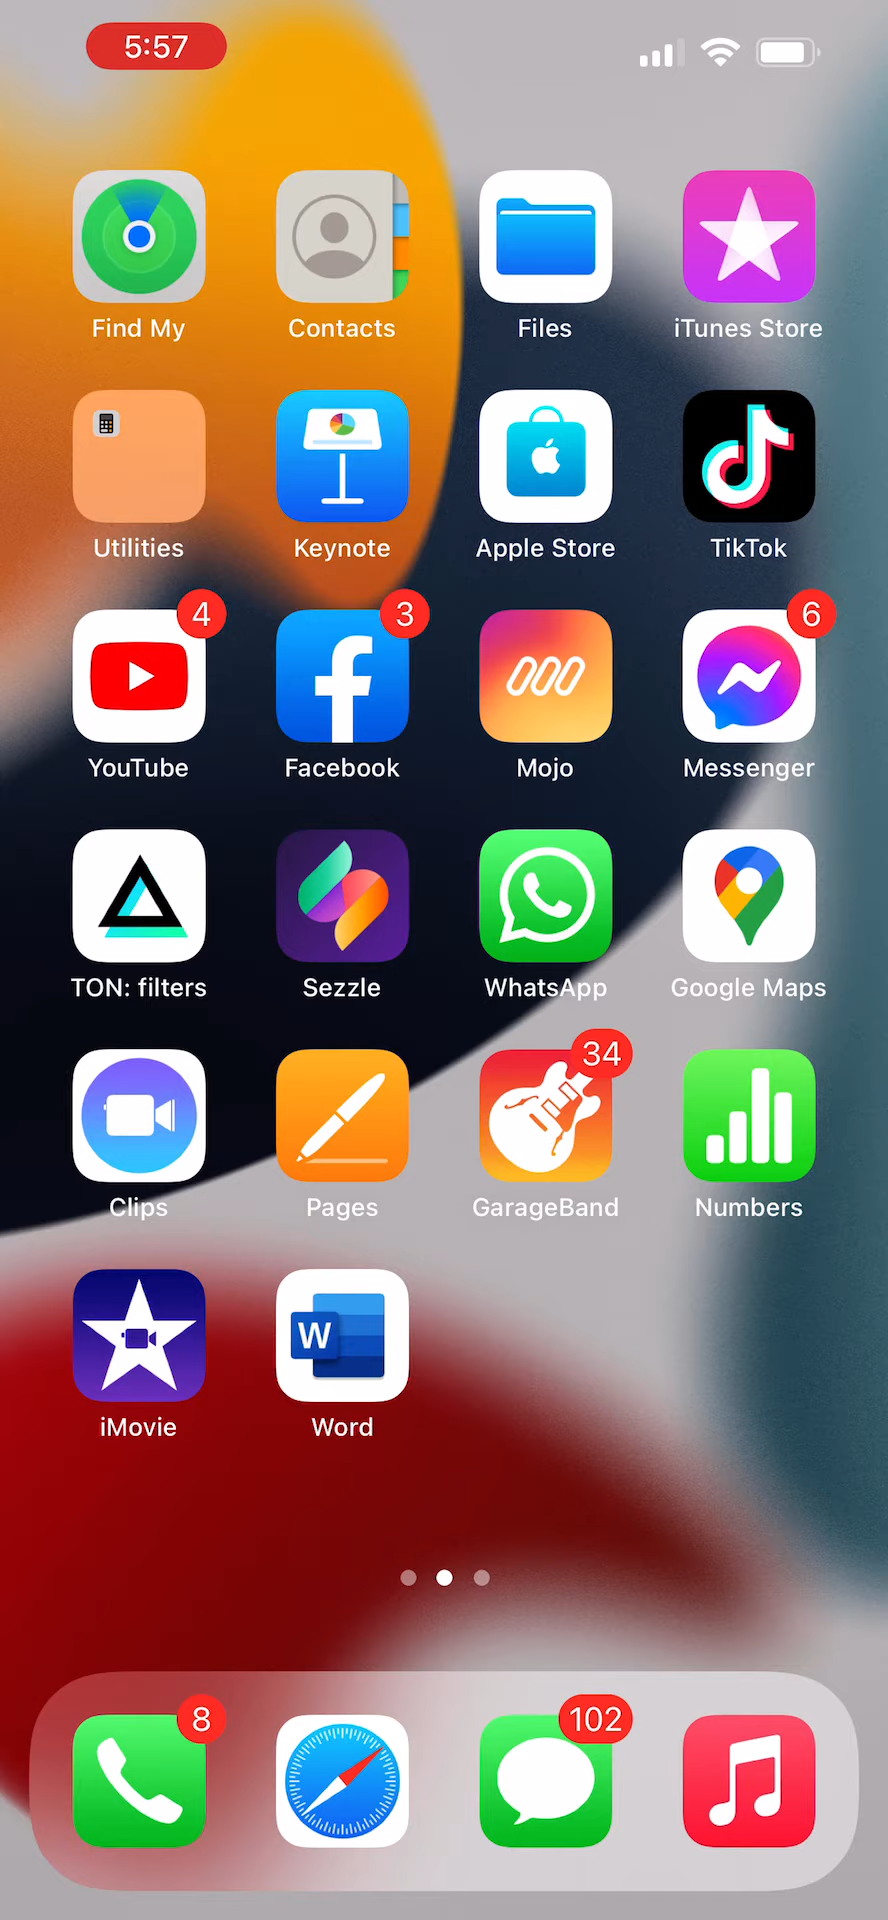 5:57
Find My
Contacts
Files
iTunes Store
Utilities
Keynote
Apple Store
TikTok
4
3
6
YouTube
Facebook
Mojo
Messenger
TON: filters
Sezzle
WhatsApp
Google Maps
34
Clips
Pages
GarageBand
Numbers
W
iMovie
Word
8
102